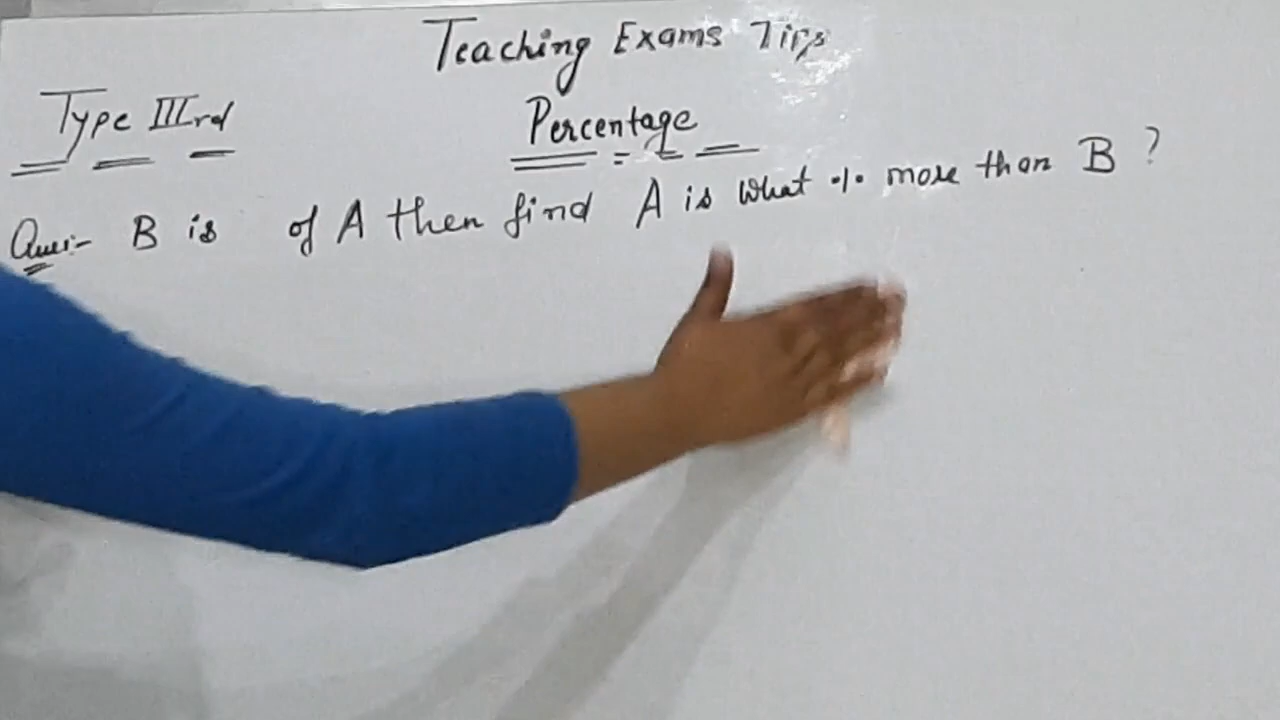 Teaching Exams Tips
Type IIIrd
Percentage
Ques:- B is of A then find A is what % more than B ?